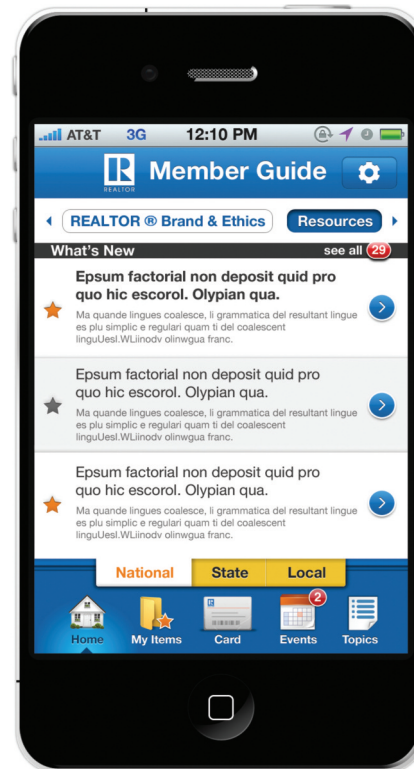 AT&T 3G 12:10 PM
R
REALTOR
Member Guide
REALTOR ® Brand & Ethics Resources
What's New see all 29
Epsum factorial non deposit quid pro
quo hic escorol. Olypian qua.
Ma quande lingues coalesce, li grammatica del resultant lingue
es plu simplic e regulari quam ti del coalescent
linguUesl.WLiinodv olinwgua franc.
Epsum factorial non deposit quid pro
quo hic escorol. Olypian qua.
Ma quande lingues coalesce, li grammatica del resultant lingue
es plu simplic e regulari quam ti del coalescent
linguUesl.WLiinodv olinwgua franc.
Epsum factorial non deposit quid pro
quo hic escorol. Olypian qua.
Ma quande lingues coalesce, li grammatica del resultant lingue
es plu simplic e regulari quam ti del coalescent
linguUesl.WLiinodv olinwgua franc.
National State Local
2
Home My Items Card Events Topics